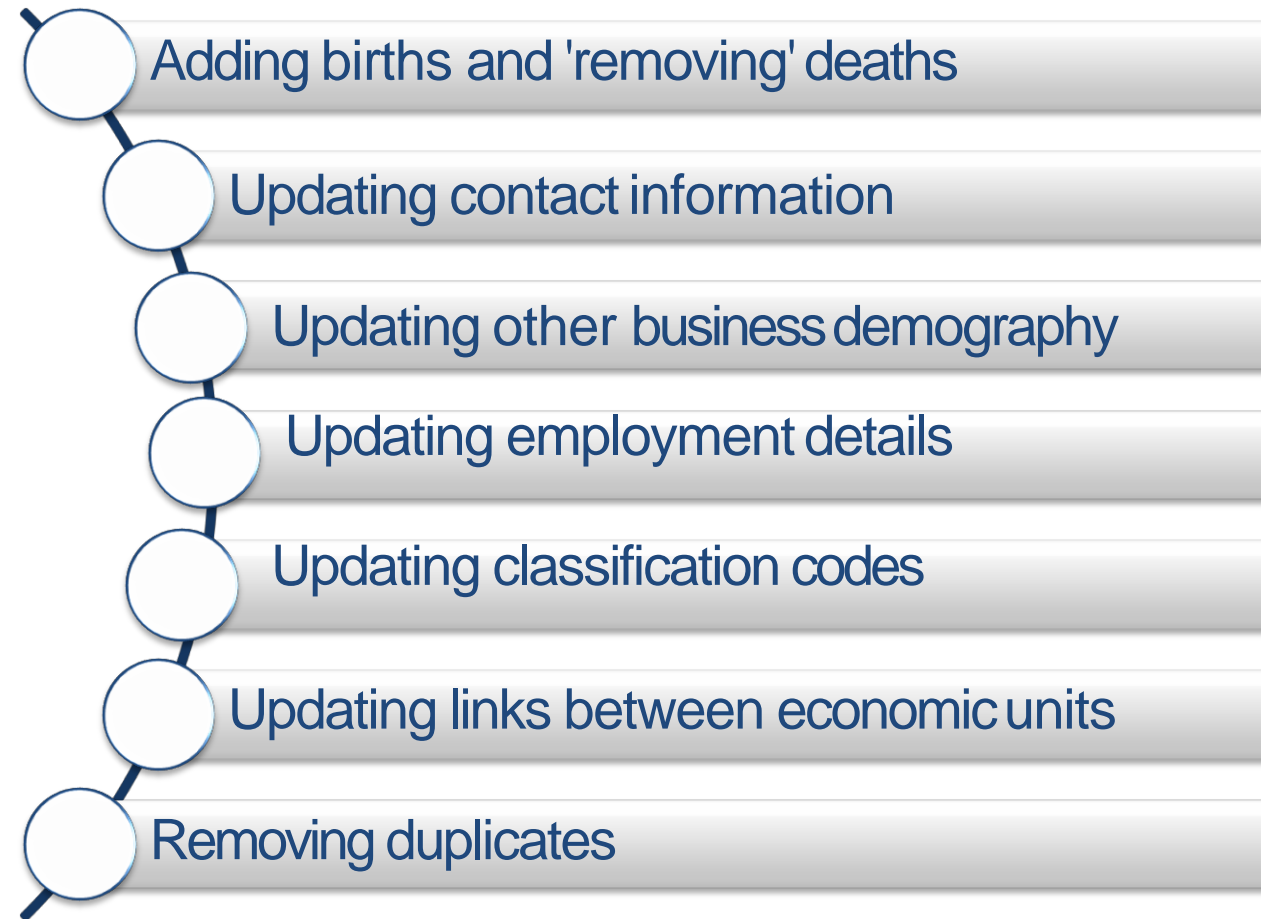 Adding births and 'removing' deaths
Updating contact information
Updating other business demography
Updating employment details
Updating classification codes
Updating links between economic units
Removing duplicates